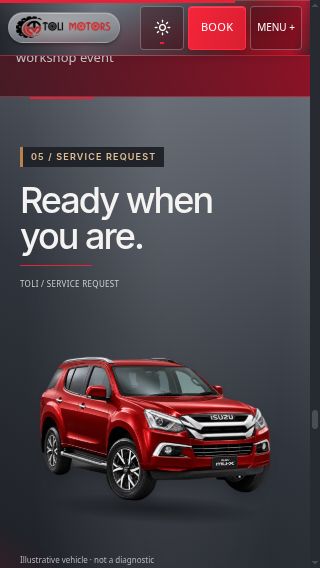 TOLI MOTORS
BOOK
MENU +
workshop event
05 / SERVICE REQUEST
Ready when
you are.
TOLI / SERVICE REQUEST
ISUZU
MU-X
Illustrative vehicle · not a diagnostic